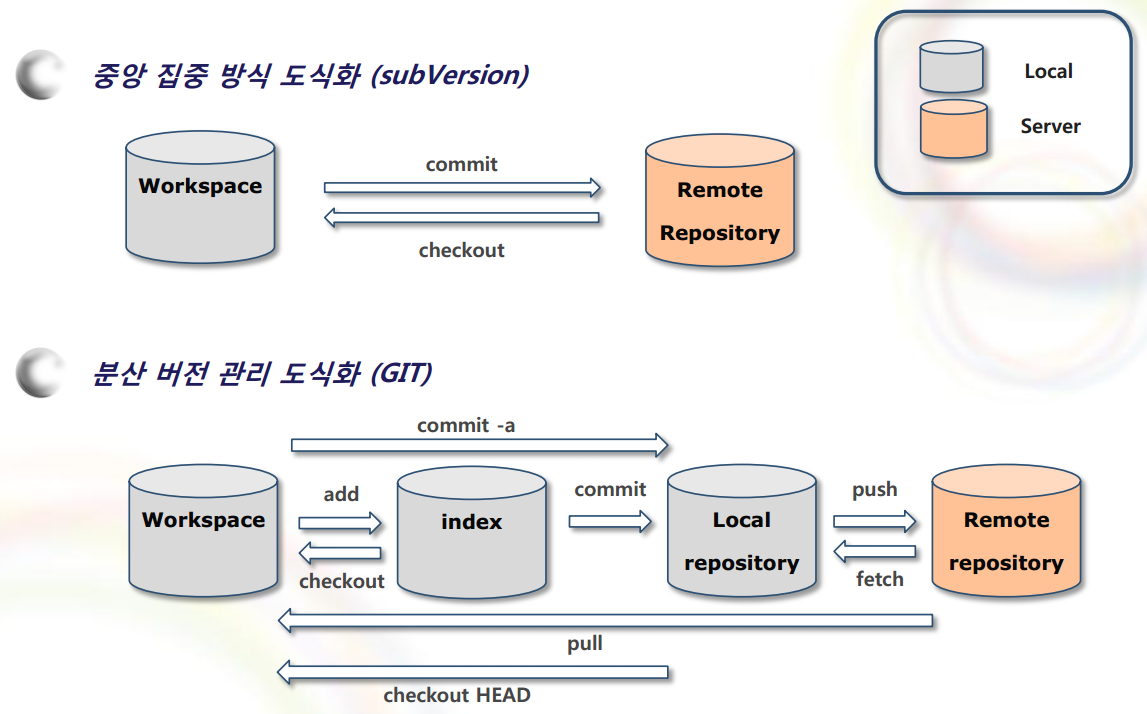 중앙 집중 방식 도식화 (subVersion)
Local
Server
Workspace
commit
checkout
Remote
Repository
분산 버전 관리 도식화 (GIT)
commit -a
Workspace
add
checkout
index
commit
Local
repository
push
fetch
Remote
repository
pull
checkout HEAD